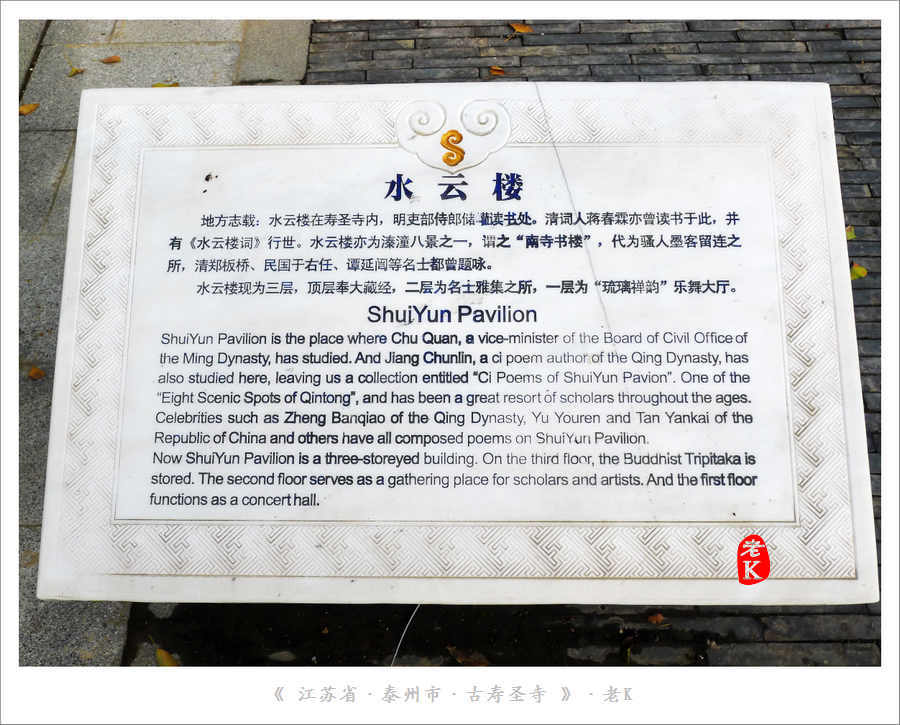 水云楼
地方志载：水云楼在寿圣寺内，明吏部侍郎储巏读书处。清词人蒋春霖亦曾读书于此，并
有《水云楼词》行世。水云楼亦为溱潼八景之一，谓之“南寺书楼”，代为骚人墨客留连之
所，清郑板桥、民国于右任、谭延闿等名士都曾题咏。
水云楼现为三层，顶层奉大藏经，二层为名士雅集之所，一层为“琉璃禅韵”乐舞大厅。
ShuiYun Pavilion
ShuiYun Pavilion is the place where Chu Quan, a vice-minister of the Board of Civil Office of
the Ming Dynasty, has studied. And Jiang Chunlin, a ci poem author of the Qing Dynasty, has
also studied here, leaving us a collection entitled “Ci Poems of ShuiYun Pavion”. One of the
“Eight Scenic Spots of Qintong”, and has been a great resort of scholars throughout the ages.
Celebrities such as Zheng Banqiao of the Qing Dynasty, Yu Youren and Tan Yankai of the
Republic of China and others have all composed poems on ShuiYun Pavilion.
Now ShuiYun Pavilion is a three-storeyed building. On the third floor, the Buddhist Tripitaka is
stored. The second floor serves as a gathering place for scholars and artists. And the first floor
functions as a concert hall.
老K
《 江苏省·泰州市·古寿圣寺 》·老K